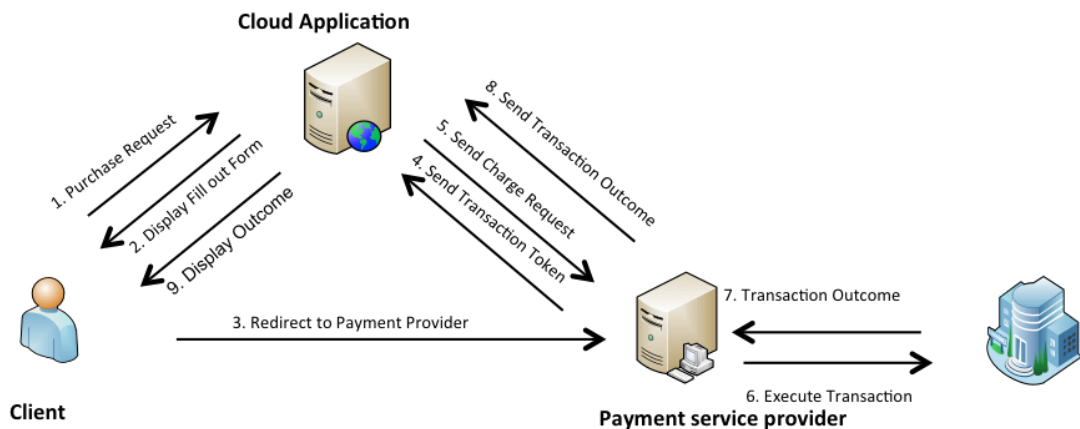 Cloud Application
1. Purchase Request
2. Display Fill out Form
9. Display Outcome
8. Send Transaction Outcome
5. Send Charge Request
4. Send Transaction Token
3. Redirect to Payment Provider
7. Transaction Outcome
6. Execute Transaction
Client
Payment service provider